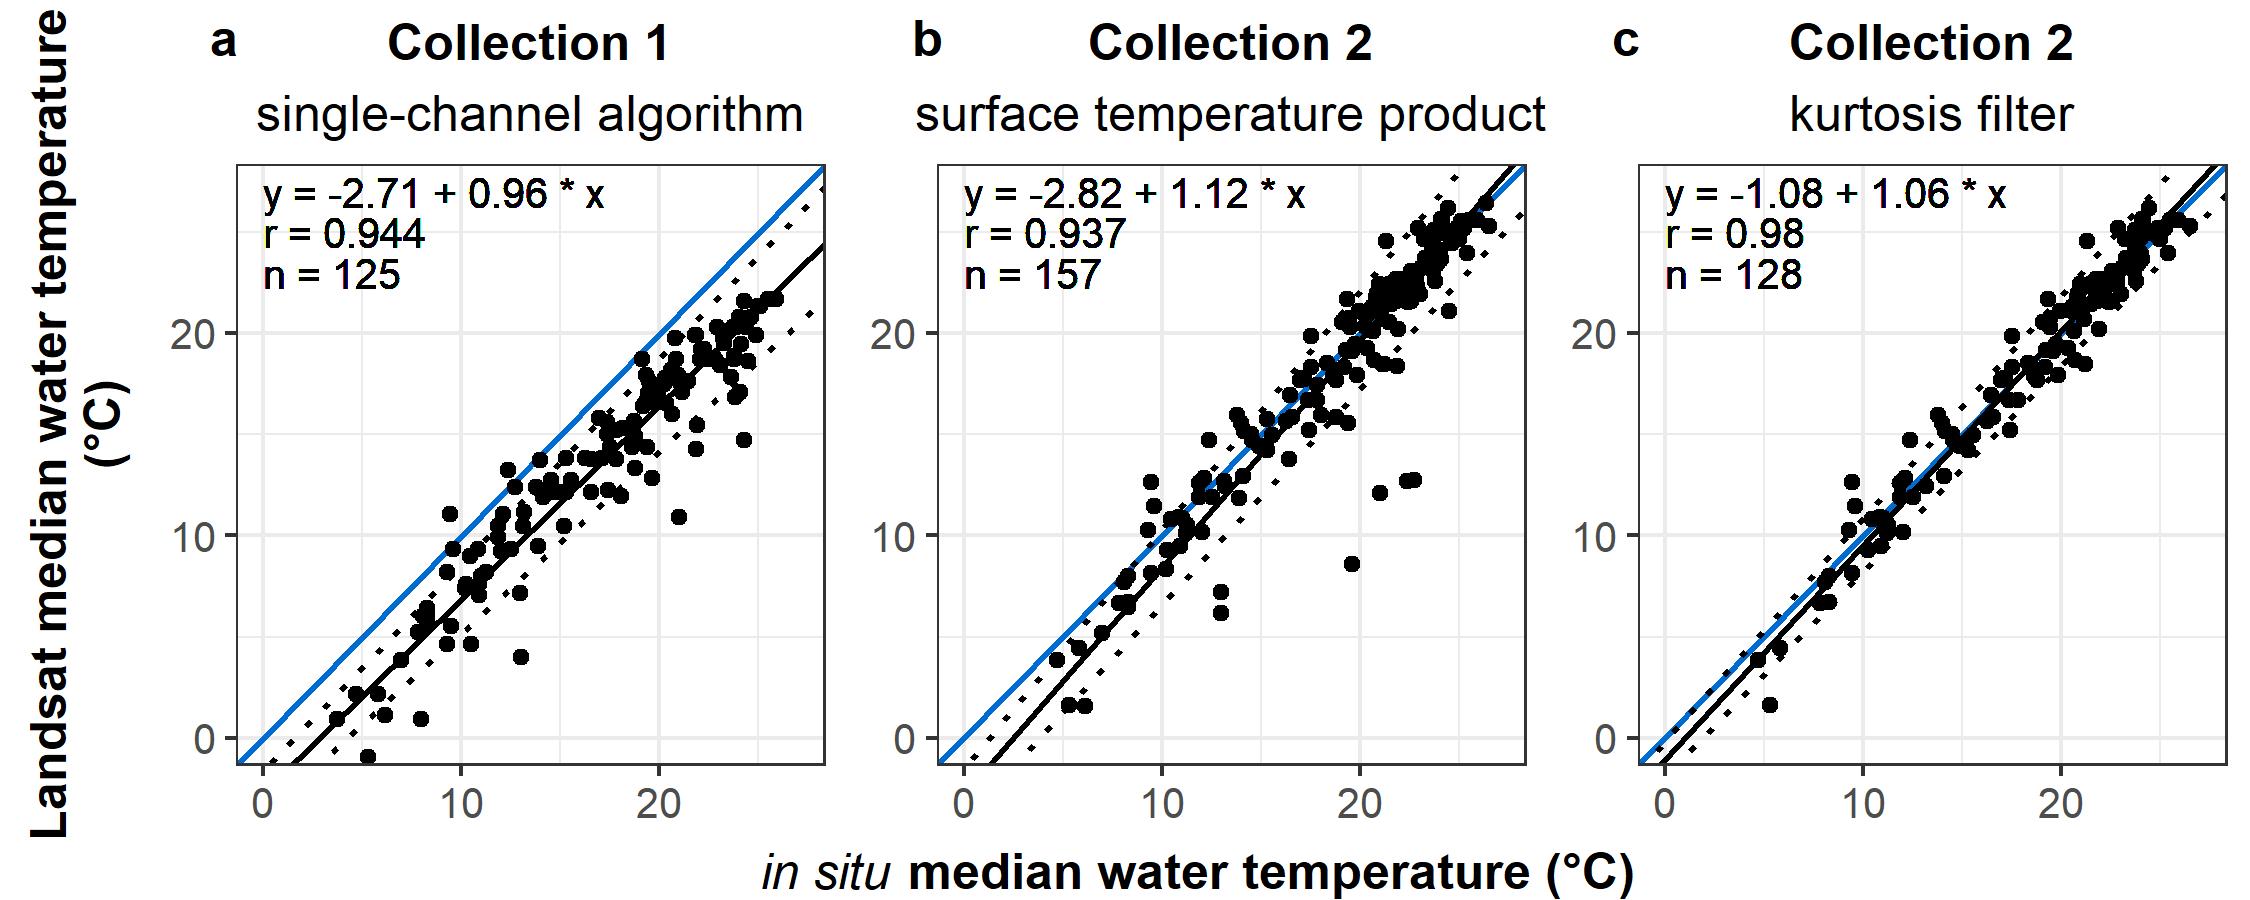 Landsat median water temperature
(°C)
a
Collection 1
single-channel algorithm
y = -2.71 + 0.96 * x
r = 0.944
n = 125
20
10
0
0 10 20
b
Collection 2
surface temperature product
y = -2.82 + 1.12 * x
r = 0.937
n = 157
20
10
0
0 10 20
c
Collection 2
kurtosis filter
y = -1.08 + 1.06 * x
r = 0.98
n = 128
20
10
0
0 10 20
in situ median water temperature (°C)